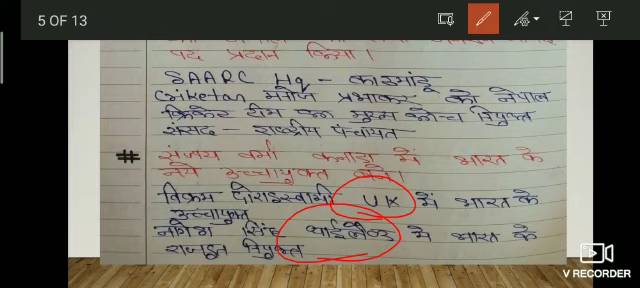 5 OF 13
पद प्रदान किया।
SAARC Hq - काठमांडू
Criketan मनोज प्रभाकर को नेपाल
क्रिकेट टीम का मुख्य कोच नियुक्त
संसद - राष्ट्रीय पंचायत
# संजय वर्मा कनाडा में भारत के
नये उच्चायुक्त बने।
विक्रम दोराइस्वामी UK में भारत के
उच्चायुक्त
नागेश सिंह थाईलैण्ड में भारत के
राजदूत नियुक्त
V RECORDER